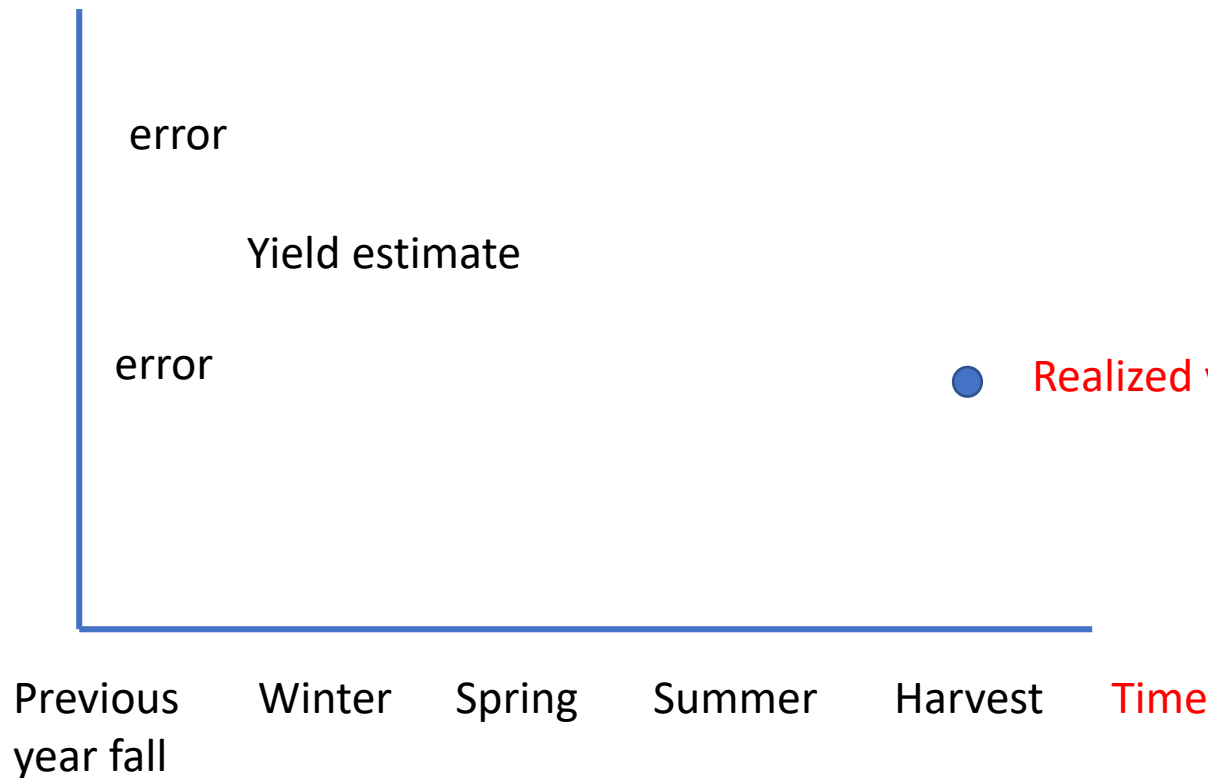 error
Yield estimate
error
Realized
Previous Winter Spring Summer Harvest Time
year fall